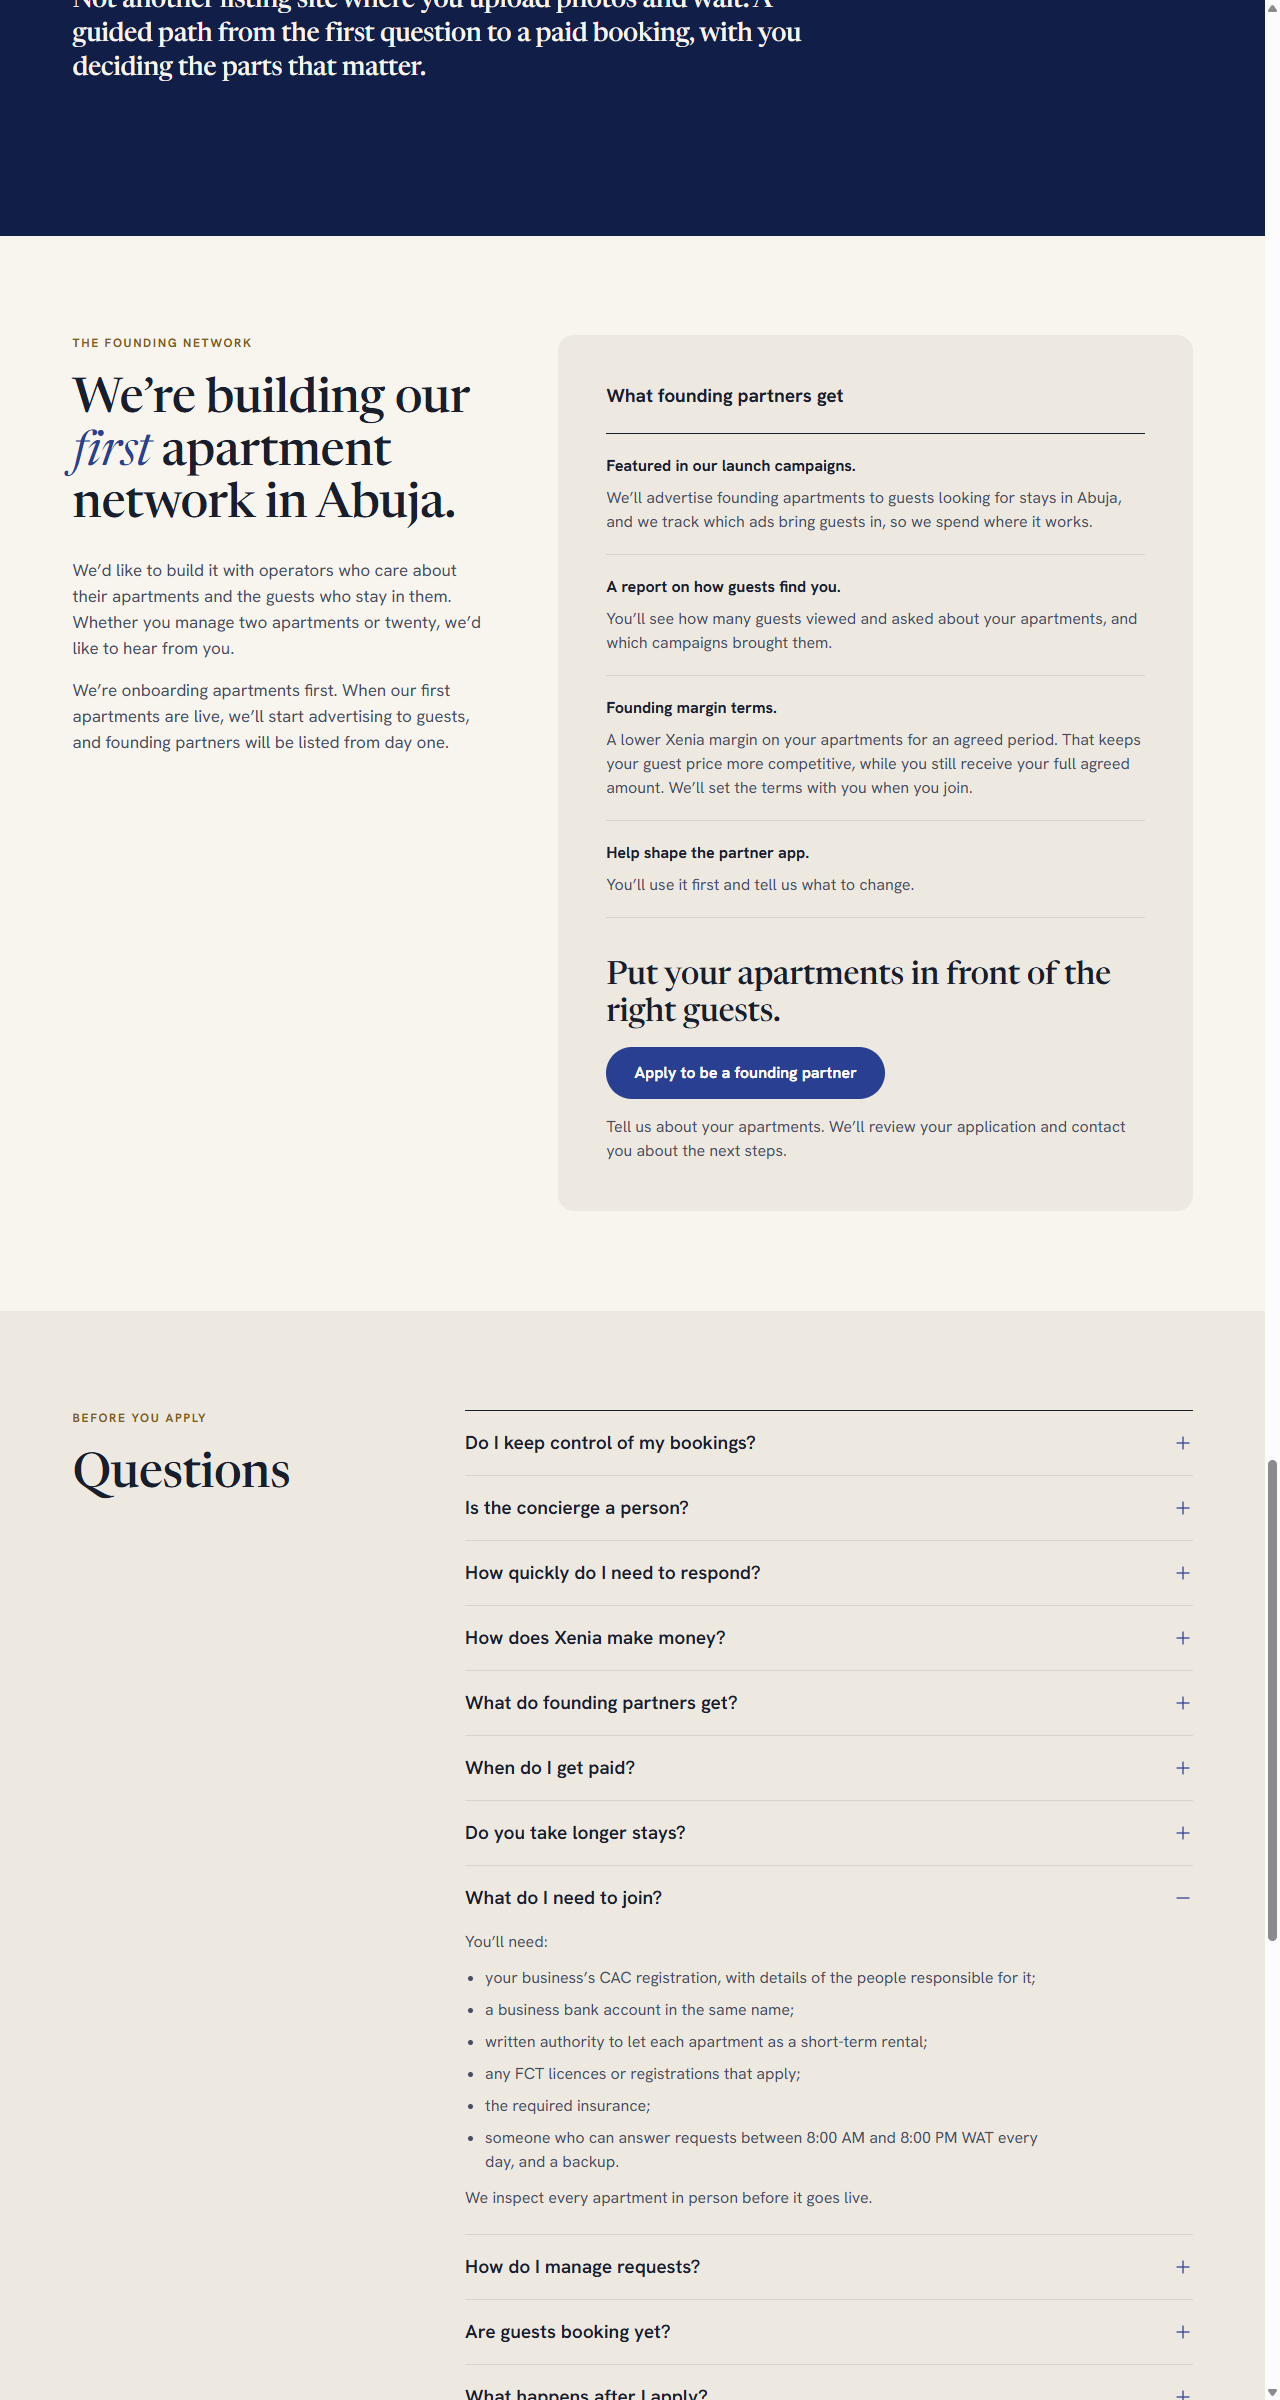 Not another listing site where you upload photos and wait. A
guided path from the first question to a paid booking, with you
deciding the parts that matter.
THE FOUNDING NETWORK
We’re building our
first apartment
network in Abuja.
We’d like to build it with operators who care about
their apartments and the guests who stay in them.
Whether you manage two apartments or twenty, we’d
like to hear from you.
We’re onboarding apartments first. When our first
apartments are live, we’ll start advertising to guests,
and founding partners will be listed from day one.
What founding partners get
Featured in our launch campaigns.
We’ll advertise founding apartments to guests looking for stays in Abuja,
and we track which ads bring guests in, so we spend where it works.
A report on how guests find you.
You’ll see how many guests viewed and asked about your apartments, and
which campaigns brought them.
Founding margin terms.
A lower Xenia margin on your apartments for an agreed period. That keeps
your guest price more competitive, while you still receive your full agreed
amount. We’ll set the terms with you when you join.
Help shape the partner app.
You’ll use it first and tell us what to change.
Put your apartments in front of the
right guests.
Apply to be a founding partner
Tell us about your apartments. We’ll review your application and contact
you about the next steps.
BEFORE YOU APPLY
Questions
Do I keep control of my bookings?
Is the concierge a person?
How quickly do I need to respond?
How does Xenia make money?
What do founding partners get?
When do I get paid?
Do you take longer stays?
What do I need to join?
You’ll need:
• your business’s CAC registration, with details of the people responsible for it;
• a business bank account in the same name;
• written authority to let each apartment as a short-term rental;
• any FCT licences or registrations that apply;
• the required insurance;
• someone who can answer requests between 8:00 AM and 8:00 PM WAT every
day, and a backup.
We inspect every apartment in person before it goes live.
How do I manage requests?
Are guests booking yet?
What happens after I apply?